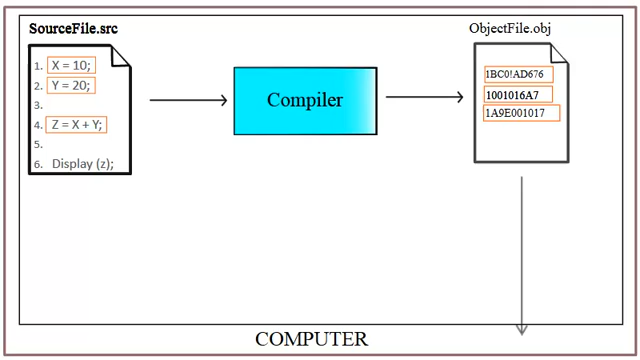 SourceFile.src
1. X = 10;
2. Y = 20;
3.
4. Z = X + Y;
5.
6. Display (z);
Compiler
ObjectFile.obj
1BC0!AD676
1001016A7
1A9E001017
COMPUTER